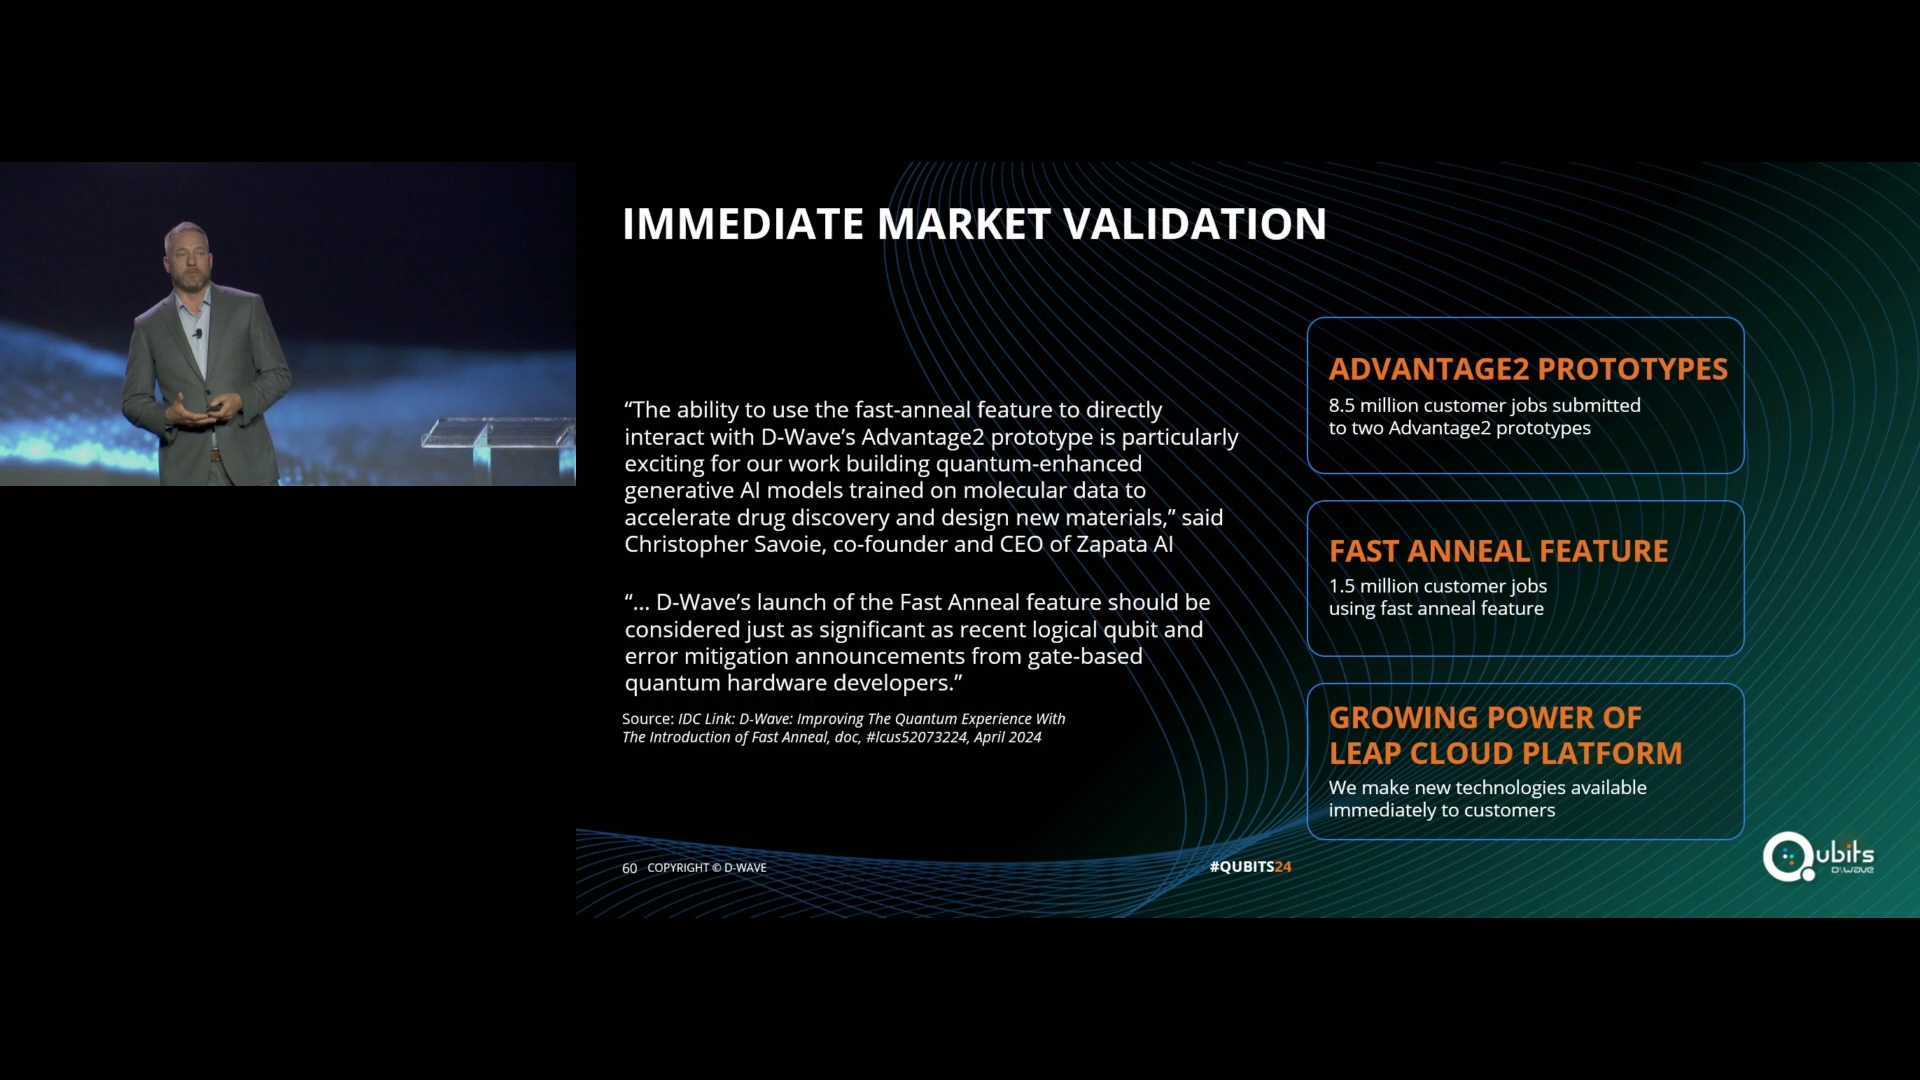 IMMEDIATE MARKET VALIDATION
“The ability to use the fast-anneal feature to directly
interact with D-Wave’s Advantage2 prototype is particularly
exciting for our work building quantum-enhanced
generative AI models trained on molecular data to
accelerate drug discovery and design new materials,” said
Christopher Savoie, co-founder and CEO of Zapata AI
“... D-Wave’s launch of the Fast Anneal feature should be
considered just as significant as recent logical qubit and
error mitigation announcements from gate-based
quantum hardware developers.”
Source: IDC Link: D-Wave: Improving The Quantum Experience With
The Introduction of Fast Anneal, doc, #lcus52073224, April 2024
ADVANTAGE2 PROTOTYPES
8.5 million customer jobs submitted
to two Advantage2 prototypes
FAST ANNEAL FEATURE
1.5 million customer jobs
using fast anneal feature
GROWING POWER OF
LEAP CLOUD PLATFORM
We make new technologies available
immediately to customers
60 COPYRIGHT © D-WAVE
#QUBITS24
Qubits
D:wave